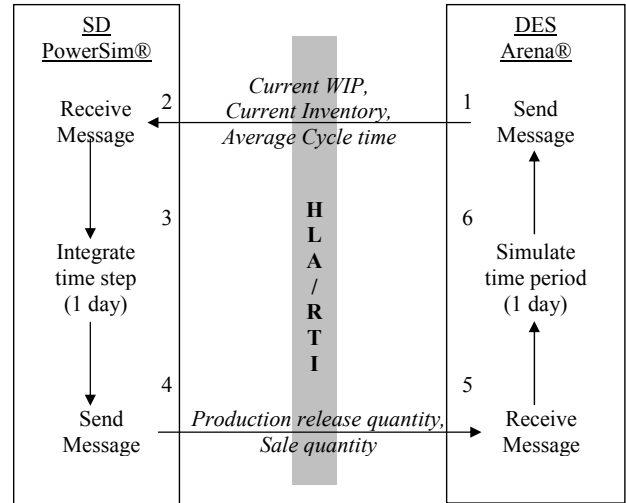 SD
PowerSim®
DES
Arena®
Current WIP,
Current Inventory,
Average Cycle time
2
1
Receive
Message
Send
Message
3
6
H
L
A
/
R
T
I
Integrate
time step
(1 day)
Simulate
time period
(1 day)
4
5
Send
Message
Production release quantity,
Sale quantity
Receive
Message